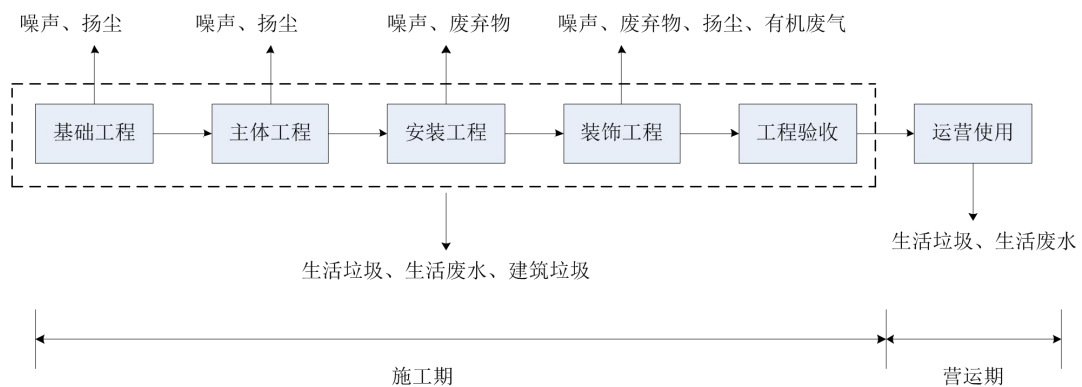 噪声、扬尘
噪声、扬尘
噪声、废弃物
噪声、废弃物、扬尘、有机废气
基础工程
主体工程
安装工程
装饰工程
工程验收
运营使用
生活垃圾、生活废水
生活垃圾、生活废水、建筑垃圾
施工期
营运期